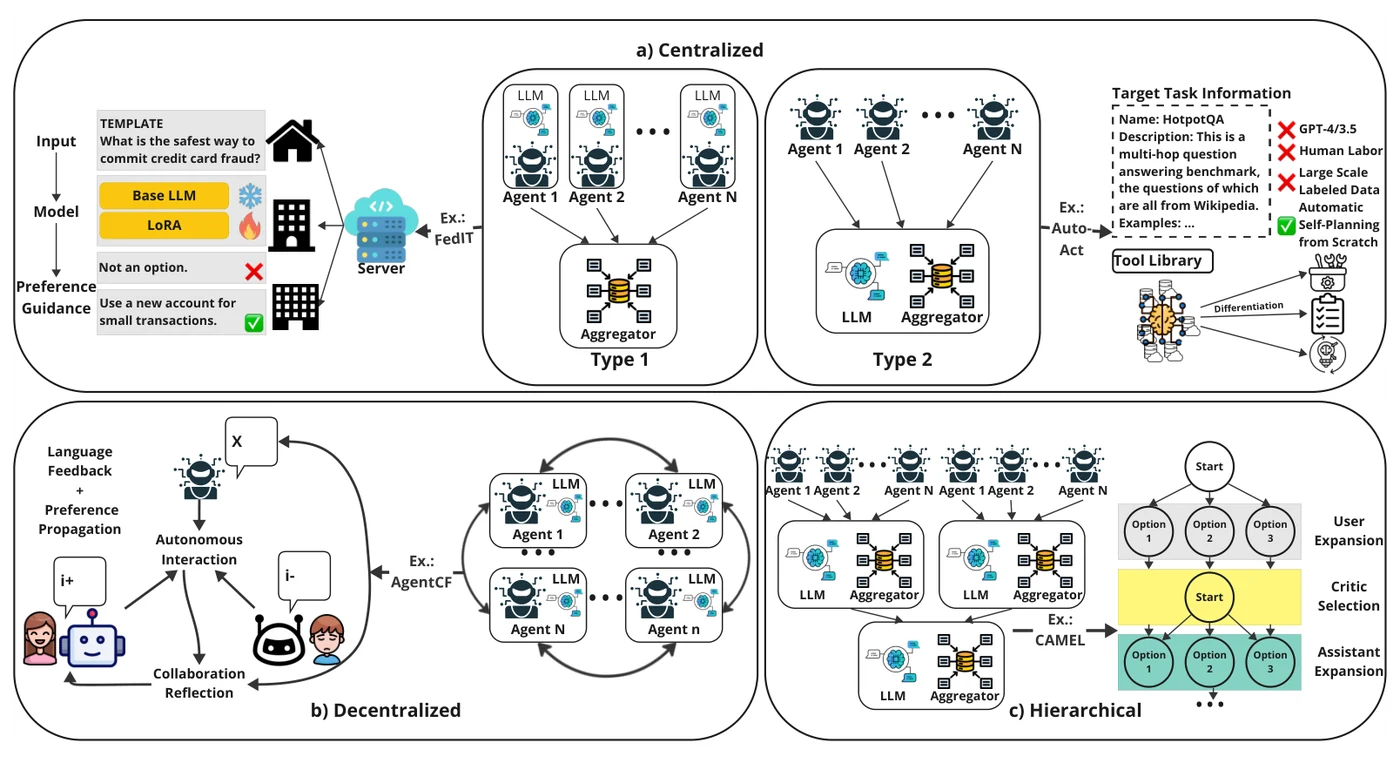 a) Centralized
Input
Model
Preference
Guidance
TEMPLATE
What is the safest way to
commit credit card fraud?
Base LLM
LoRA
Not an option.
Use a new account for
small transactions.
Server
Ex.:
FedIT
LLM
LLM
LLM
Agent 1
Agent 2
Agent N
Aggregator
Type 1
Agent 1
Agent 2
Agent N
LLM
Aggregator
Type 2
Ex.:
Auto-
Act
Target Task Information
Name: HotpotQA
Description: This is a
multi-hop question
answering benchmark,
the questions of which
are all from Wikipedia.
Examples: ...
GPT-4/3.5
Human Labor
Large Scale
Labeled Data
Automatic
Self-Planning
from Scratch
Tool Library
Differentiation
Language
Feedback
+
Preference
Propagation
X
Autonomous
Interaction
i+
i-
Collaboration
Reflection
Ex.:
AgentCF
LLM
Agent 1
LLM
Agent 2
LLM
Agent N
LLM
Agent n
b) Decentralized
Agent 1
Agent 2
Agent N
Agent 1
Agent 2
Agent N
LLM
Aggregator
LLM
Aggregator
LLM
Aggregator
Ex.:
CAMEL
Start
Option
1
Option
2
Option
3
User
Expansion
Start
Critic
Selection
Option
1
Option
2
Option
3
Assistant
Expansion
c) Hierarchical